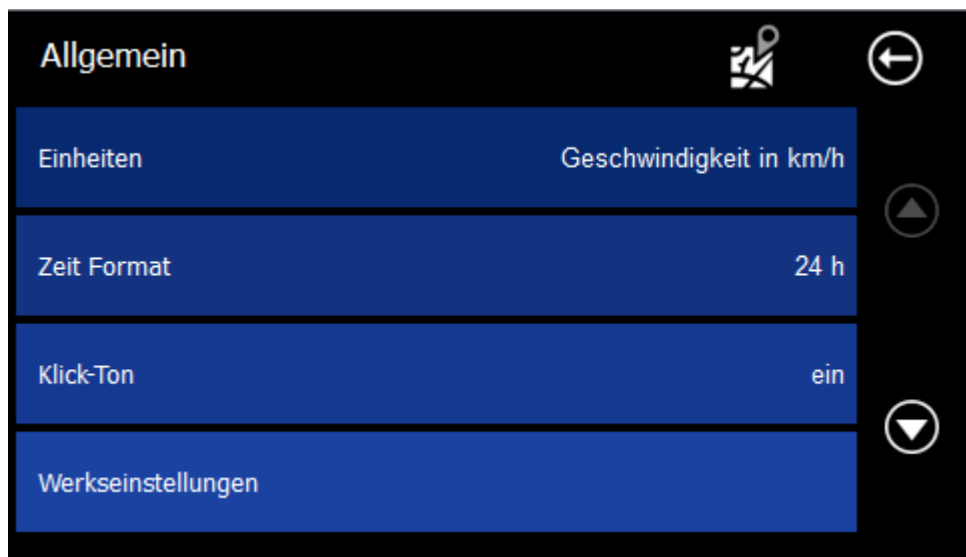 Allgemein
Einheiten Geschwindigkeit in km/h
Zeit Format 24 h
Klick-Ton ein
Werkseinstellungen